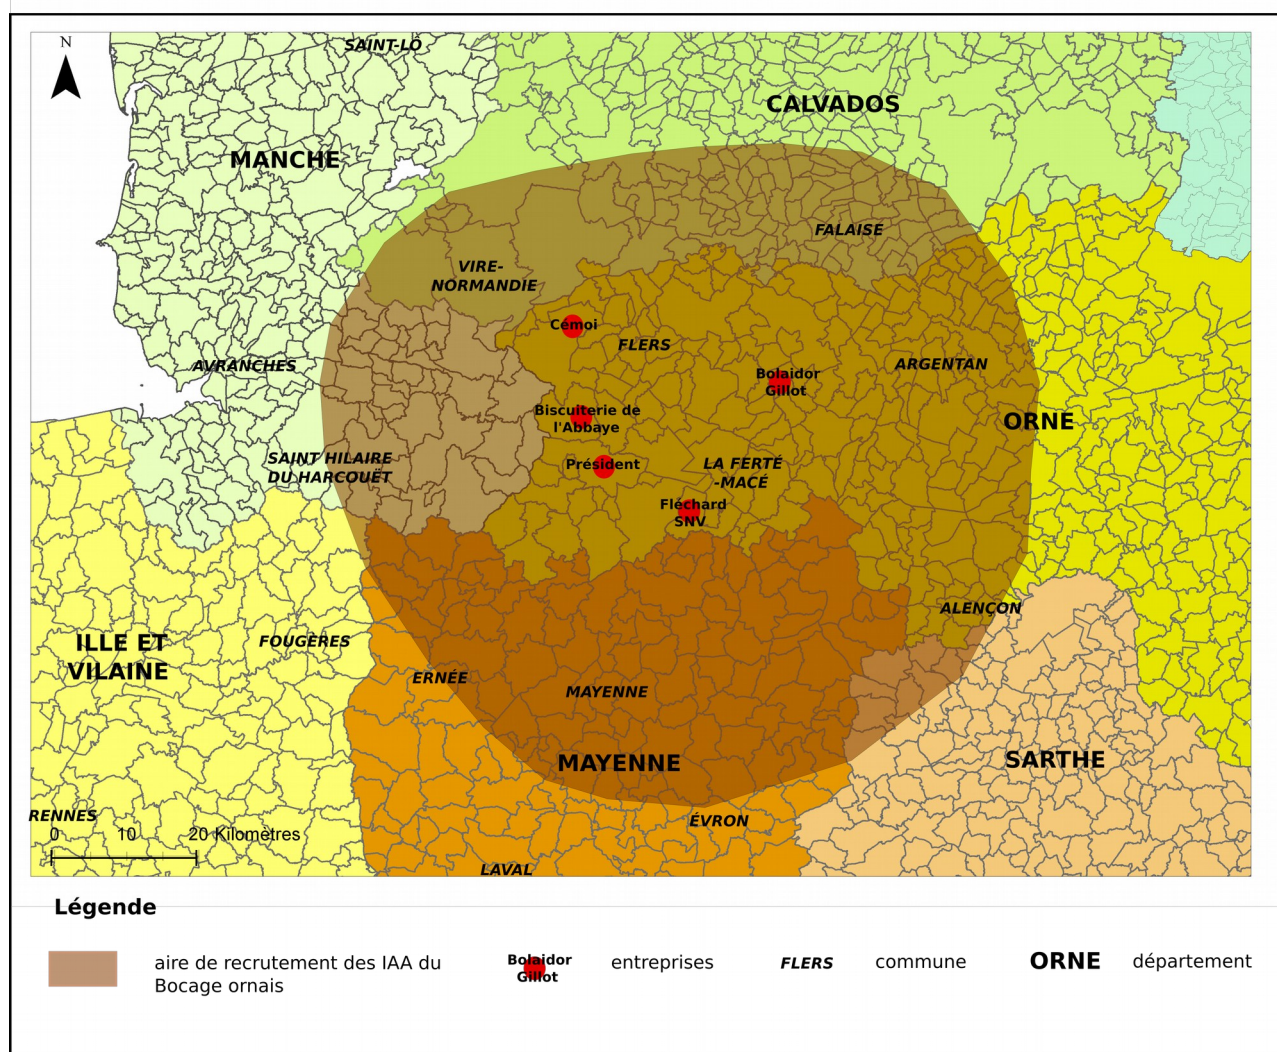 N
SAINT-LÔ
CALVADOS
MANCHE
FALAISE
VIRE-
NORMANDIE
Cémoi
FLERS
AVRANCHES
ARGENTAN
Bolaidor
Gillot
Biscuiterie de
l'Abbaye
ORNE
SAINT HILAIRE
DU HARCOUËT
Président
LA FERTÉ
-MACÉ
Fléchard
SNV
ALENÇON
ILLE ET
VILAINE
FOUGÈRES
ERNÉE
MAYENNE
MAYENNE
SARTHE
RENNES
ÉVRON
0 10 20 Kilomètres
LAVAL
Légende
aire de recrutement des IAA du
Bocage ornais
Bolaidor
Gillot
entreprises
FLERS
commune
ORNE
département